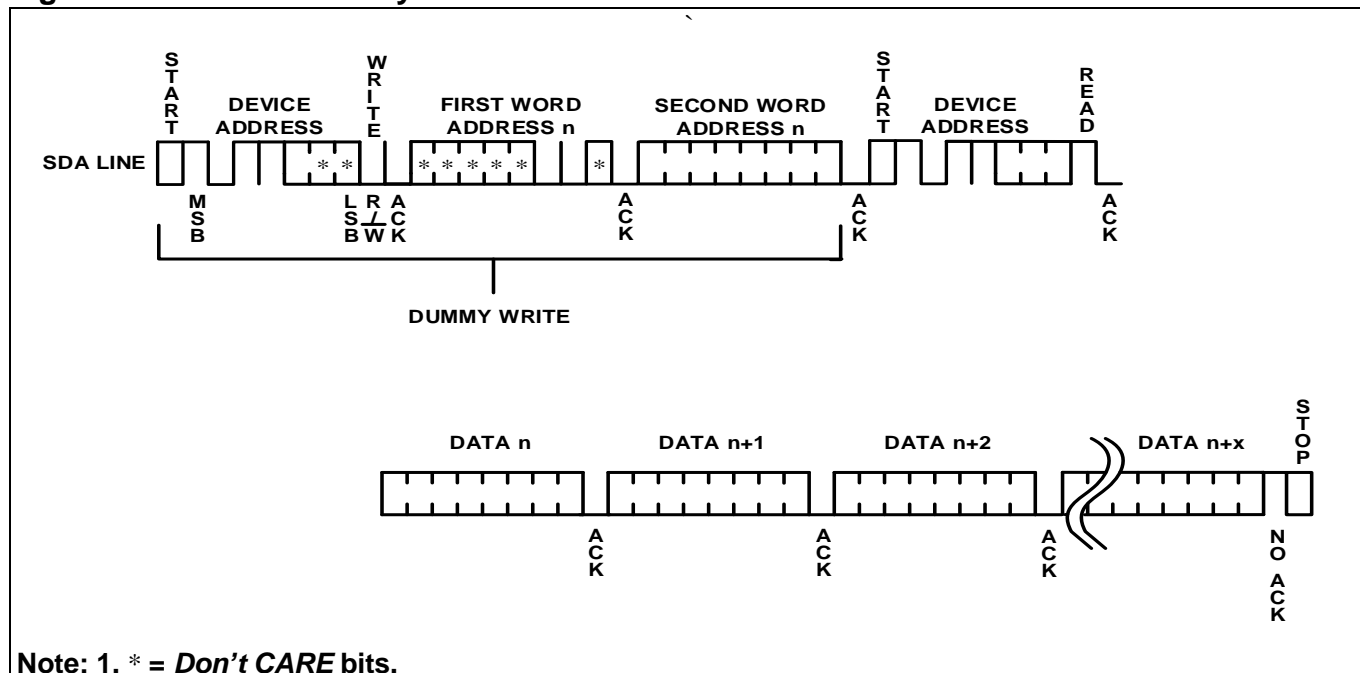 `
START
WRITE
START
READ
DEVICE
ADDRESS
FIRST WORD
ADDRESS n
SECOND WORD
ADDRESS n
DEVICE
ADDRESS
SDA LINE
* *
* * * * *
*
MSB
LSB
R/W
ACK
ACK
ACK
ACK
DUMMY WRITE
STOP
DATA n
DATA n+1
DATA n+2
DATA n+x
ACK
ACK
ACK
NO ACK
Note: 1. * = Don't CARE bits.